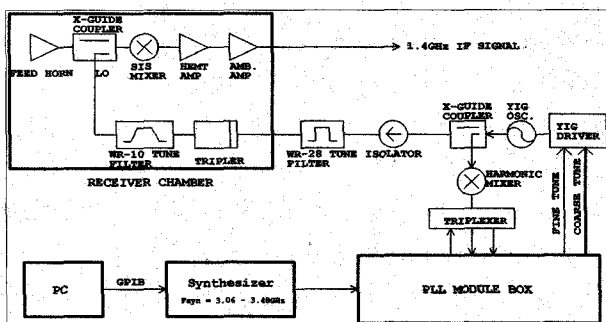 X-GUIDE
COUPLER
FEED HORN
LO
SIS
MIXER
HEMT
AMP
AMB.
AMP
1.4GHz IF SIGNAL
X-GUIDE
COUPLER
YIG
OSC.
YIG
DRIVER
WR-10 TUNE
FILTER
TRIPLER
WR-28 TUNE
FILTER
ISOLATOR
RECEIVER CHAMBER
HARMONIC
MIXER
TRIPLEXER
FINE TUNE
COARSE TUNE
PC
GPIB
Synthesizer
Fsyn = 3.06 - 3.48GHz
PLL MODULE BOX